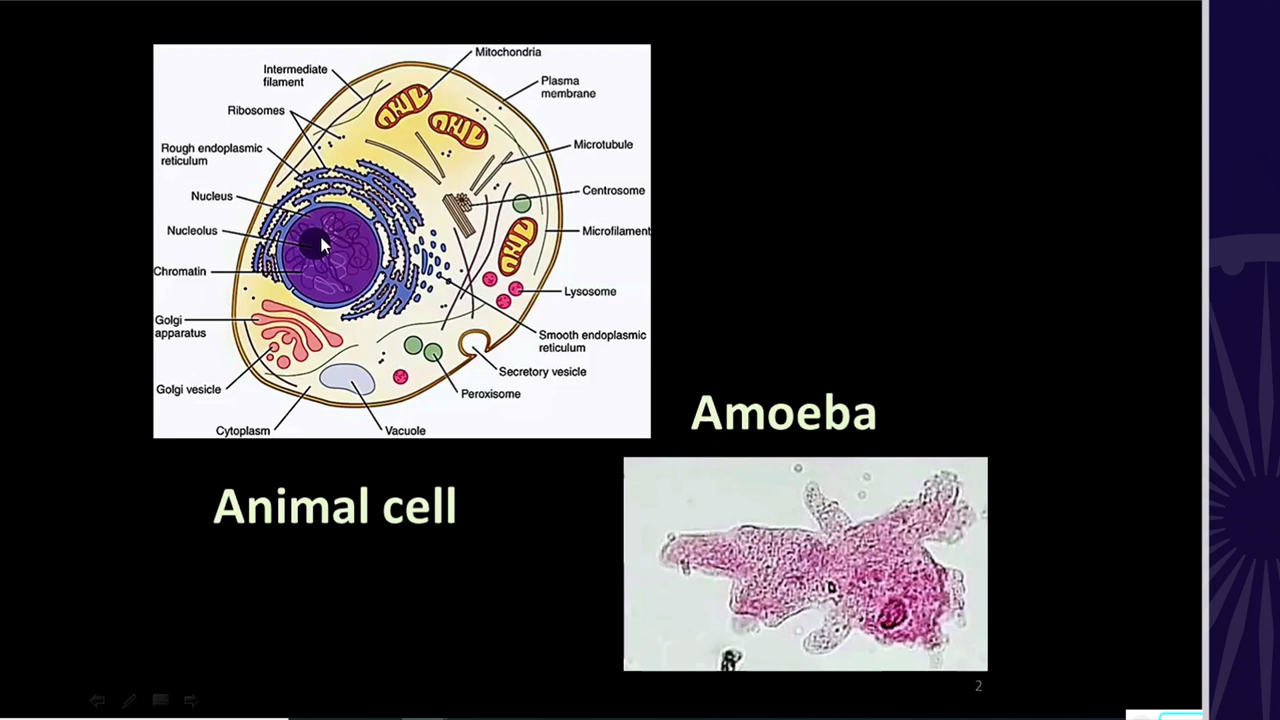 Mitochondria
Intermediate
filament
Plasma
membrane
Ribosomes
Rough endoplasmic
reticulum
Microtubule
Nucleus
Centrosome
Nucleolus
Microfilament
Chromatin
Lysosome
Golgi
apparatus
Smooth endoplasmic
reticulum
Secretory vesicle
Golgi vesicle
Peroxisome
Cytoplasm
Vacuole
Amoeba
Animal cell
2